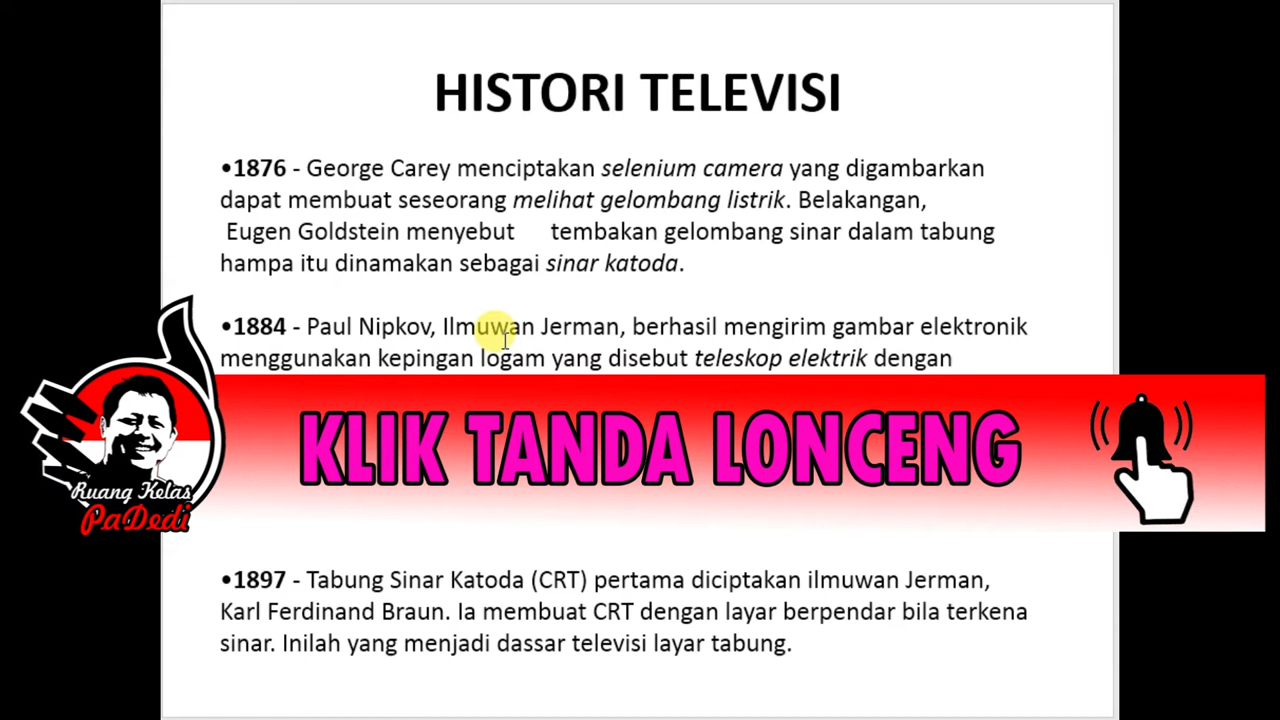 HISTORI TELEVISI
•1876 - George Carey menciptakan selenium camera yang digambarkan
dapat membuat seseorang melihat gelombang listrik. Belakangan,
Eugen Goldstein menyebut tembakan gelombang sinar dalam tabung
hampa itu dinamakan sebagai sinar katoda.
•1884 - Paul Nipkov, Ilmuwan Jerman, berhasil mengirim gambar elektronik
menggunakan kepingan logam yang disebut teleskop elektrik dengan
KLIK TANDA LONCENG
Ruang Kelas
PaDedi
•1897 - Tabung Sinar Katoda (CRT) pertama diciptakan ilmuwan Jerman,
Karl Ferdinand Braun. Ia membuat CRT dengan layar berpendar bila terkena
sinar. Inilah yang menjadi dassar televisi layar tabung.